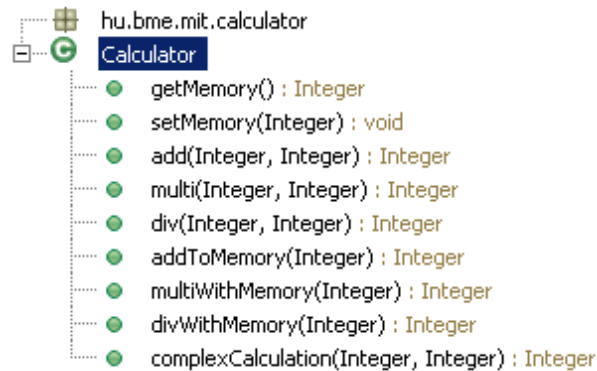 hu.bme.mit.calculator
C Calculator
getMemory() : Integer
setMemory(Integer) : void
add(Integer, Integer) : Integer
multi(Integer, Integer) : Integer
div(Integer, Integer) : Integer
addToMemory(Integer) : Integer
multiWithMemory(Integer) : Integer
divWithMemory(Integer) : Integer
complexCalculation(Integer, Integer) : Integer